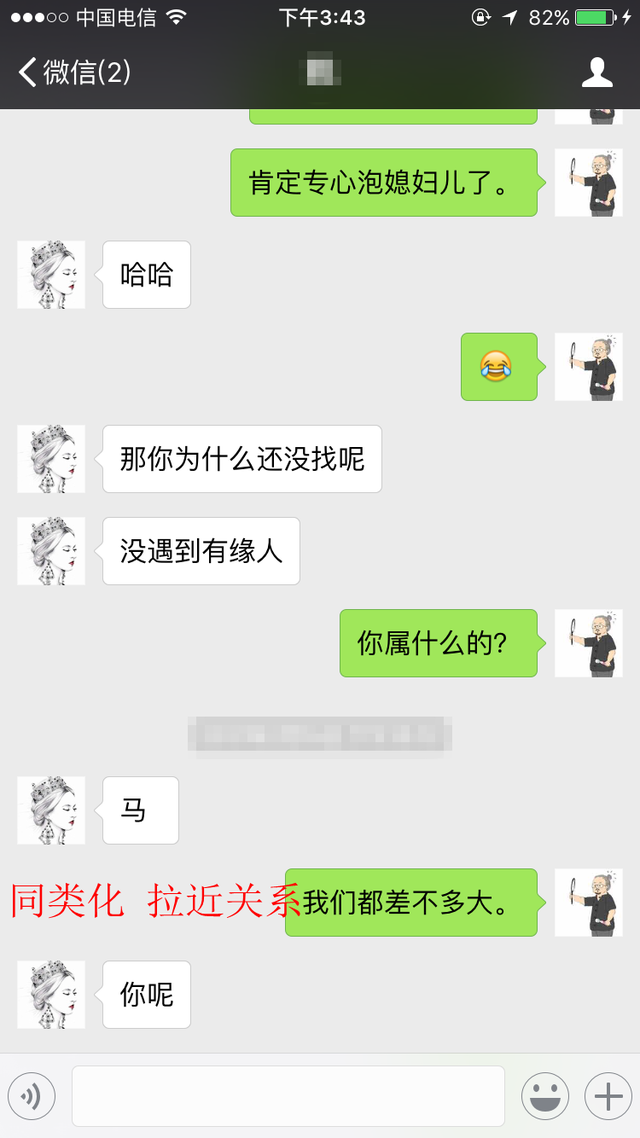 中国电信 下午3:43 82%
微信(2)
肯定专心泡媳妇儿了。
哈哈
那你为什么还没找呢
没遇到有缘人
你属什么的?
马
同类化 拉近关系
我们都差不多大。
你呢